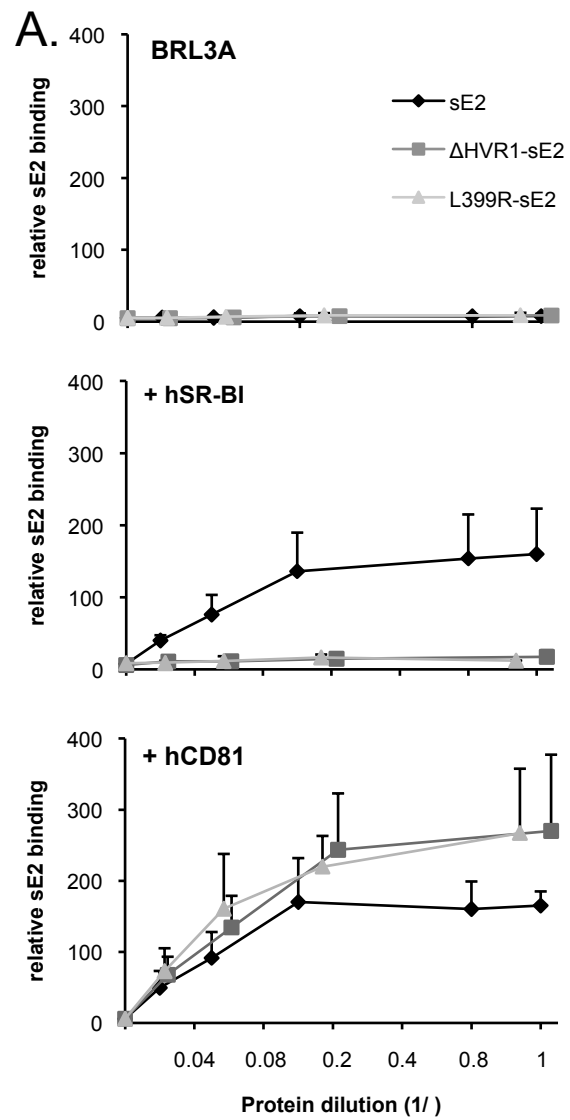 A.
BRL3A
400
300
200
100
0
relative sE2 binding
sE2
ΔHVR1-sE2
L399R-sE2
+ hSR-BI
400
300
200
100
0
relative sE2 binding
+ hCD81
400
300
200
100
0
relative sE2 binding
0.04 0.08 0.2 0.4 0.8 1
Protein dilution (1/ )